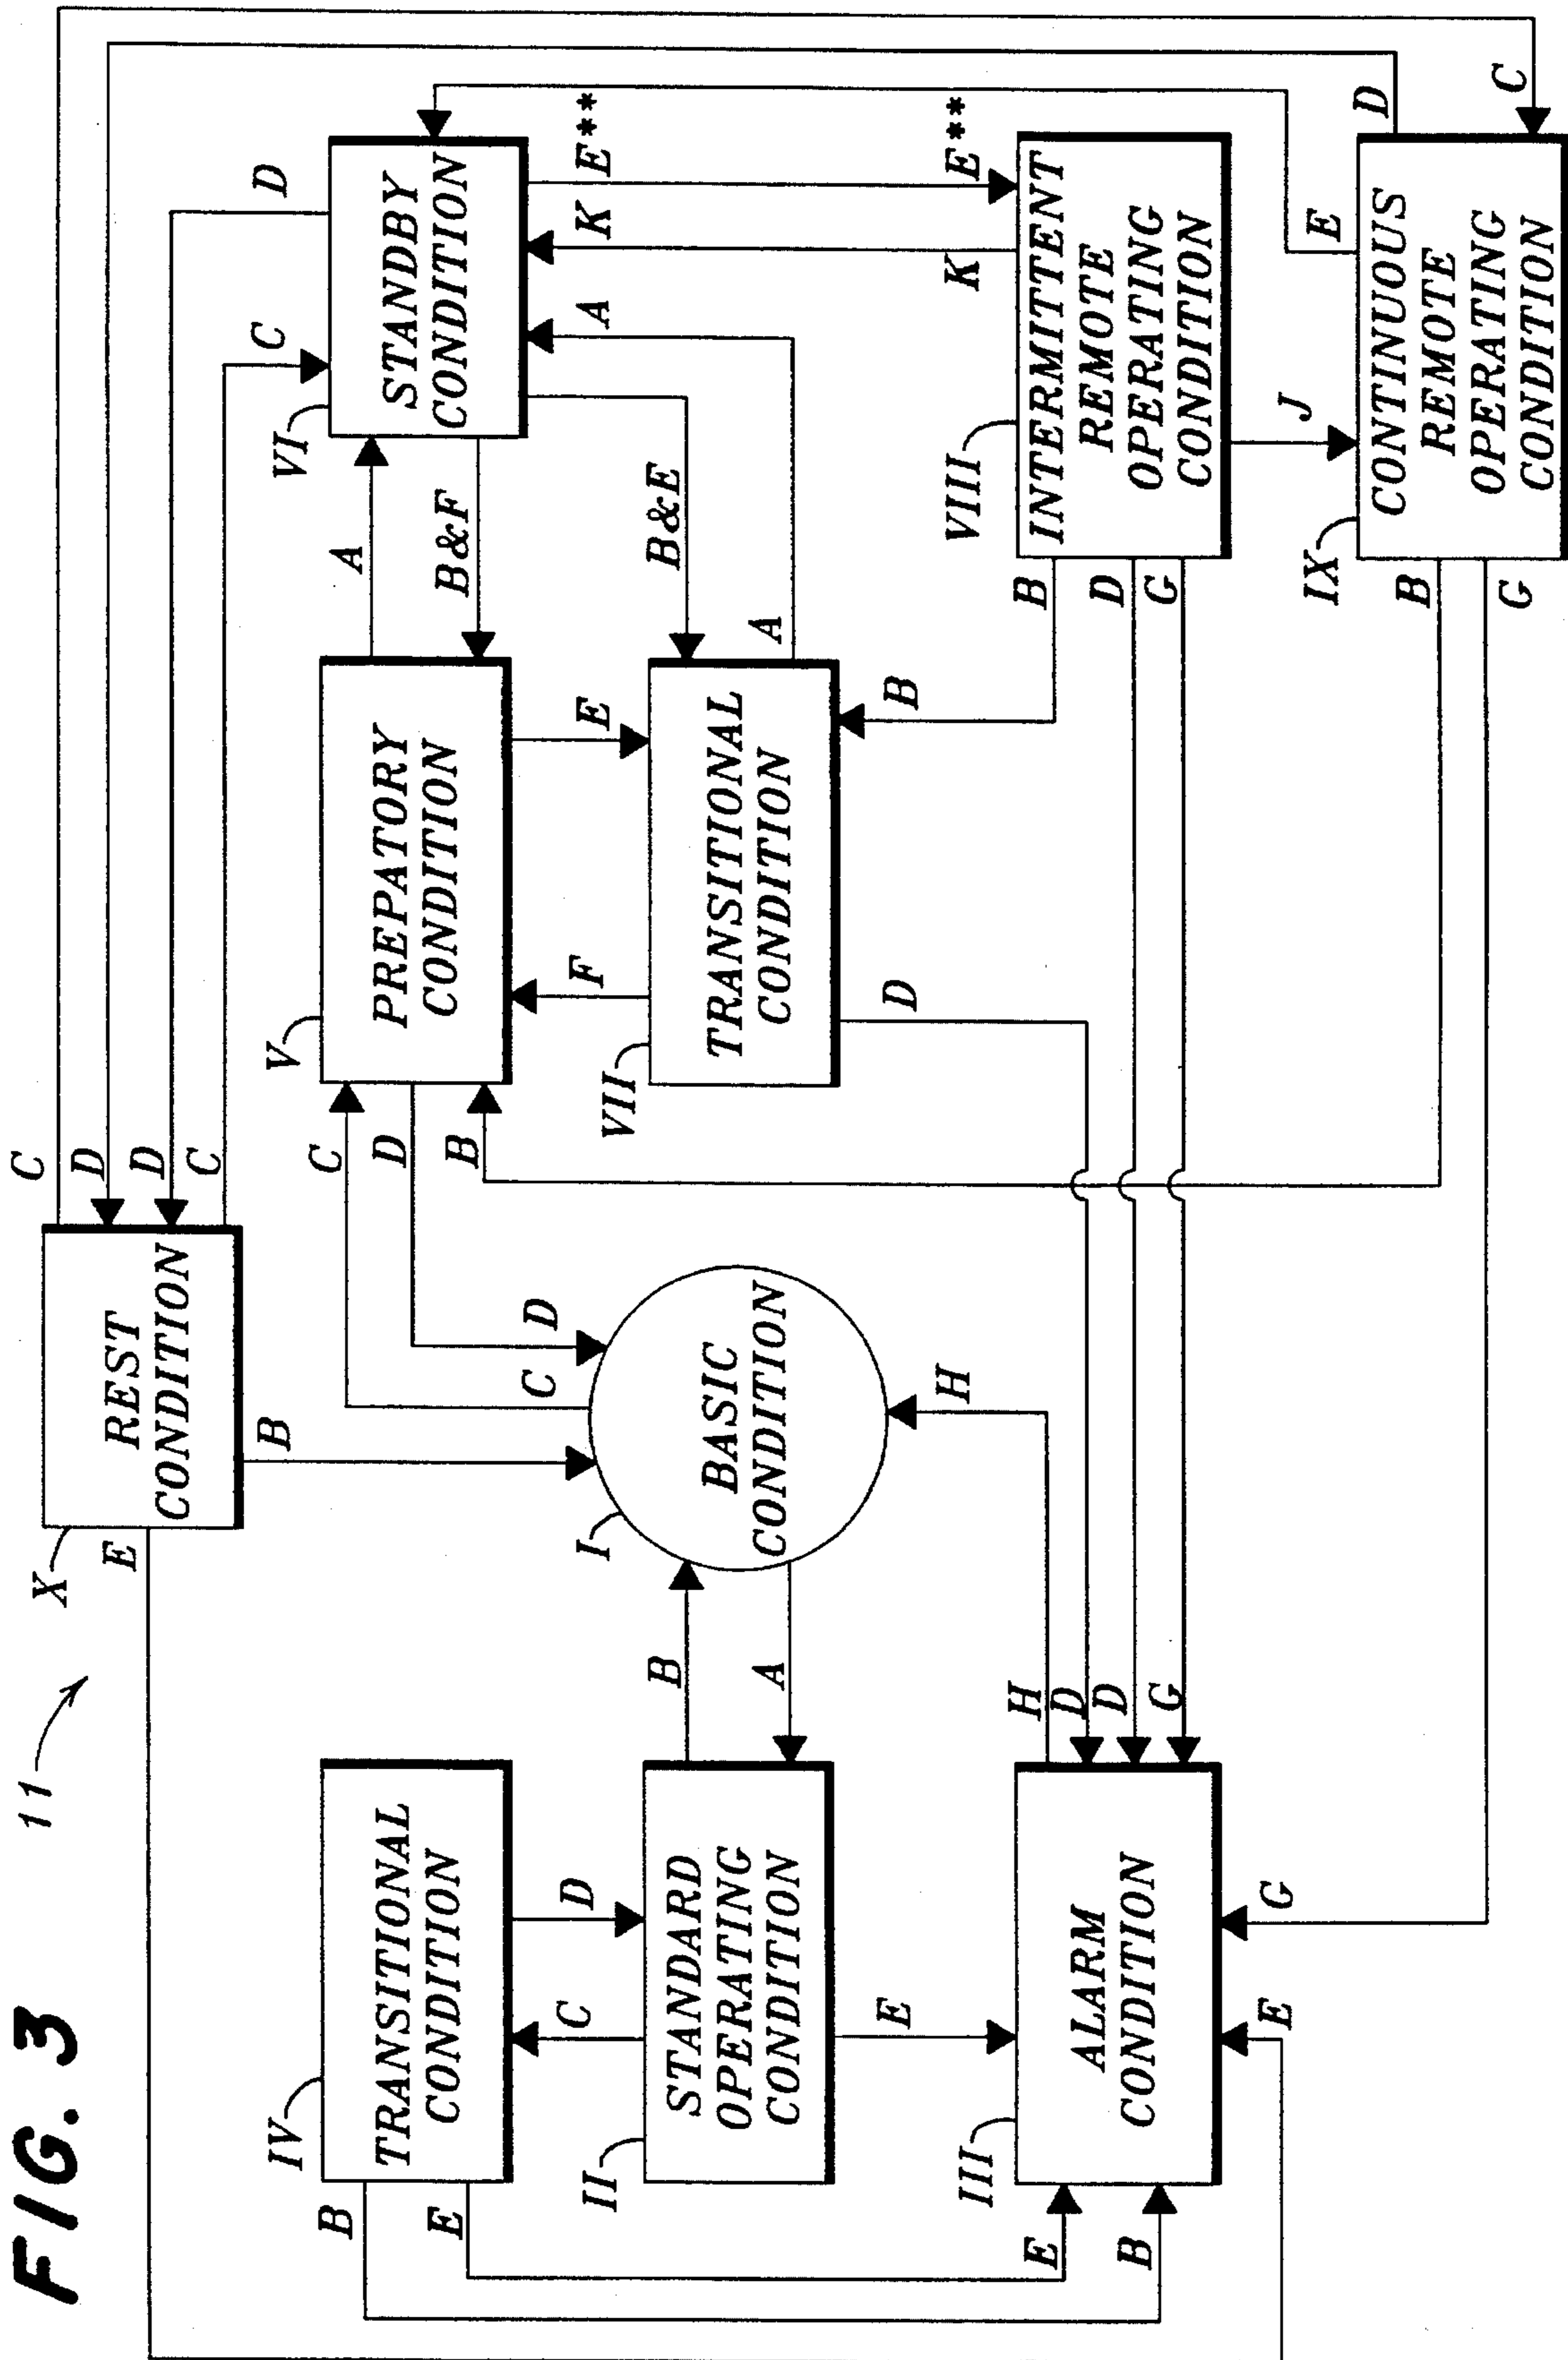 FIG. 3
11
X
REST
CONDITION
E
B
C
D
D
C
IV
TRANSITIONAL
CONDITION
B
E
C
D
II
STANDARD
OPERATING
CONDITION
B
A
E
III
ALARM
CONDITION
E
B
E
G
H
D
D
G
I
BASIC
CONDITION
C
D
H
V
PREPATORY
CONDITION
C
D
B
A
B&F
F
E
VII
TRANSITIONAL
CONDITION
D
B
A
B&E
VI
STANDBY
CONDITION
C
D
A
K
E**
VIII
INTERMITTENT
REMOTE
OPERATING
CONDITION
B
D
G
K
E**
J
IX
CONTINUOUS
REMOTE
OPERATING
CONDITION
B
G
E
D
C